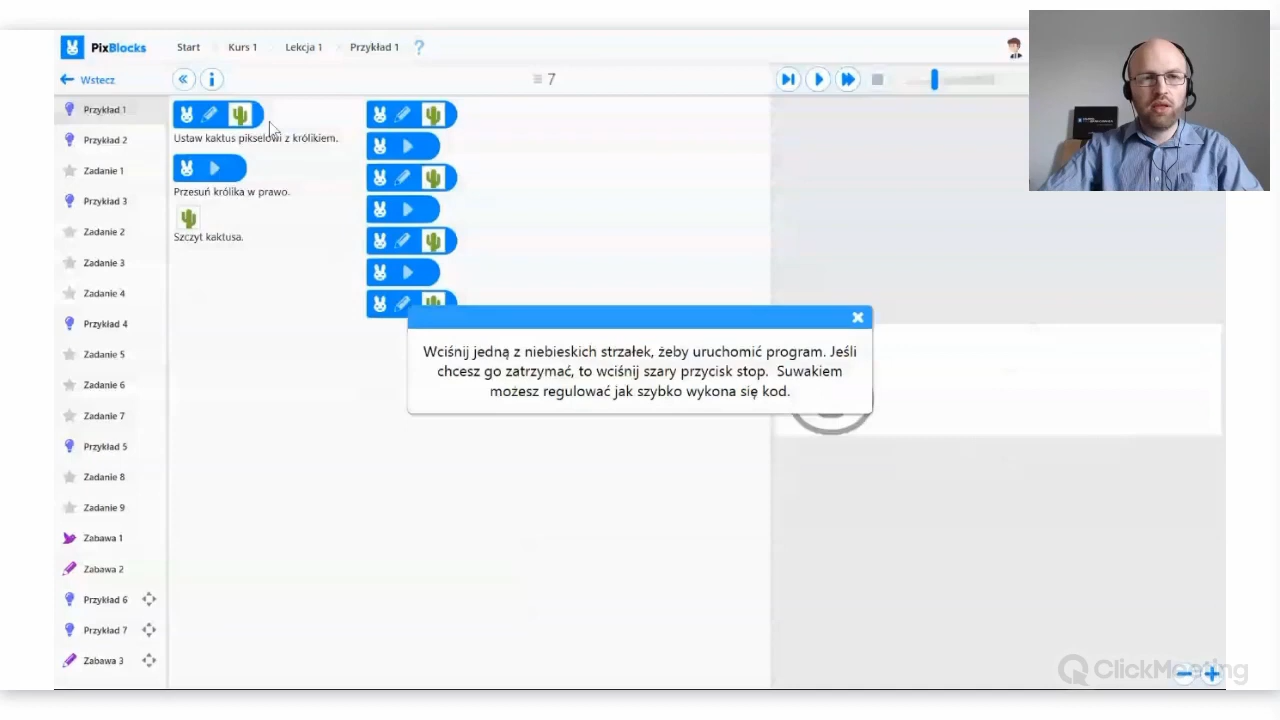 PixBlocks
Start
Kurs 1
Lekcja 1
Przykład 1
?
Wstecz
7
Przykład 1
Przykład 2
Zadanie 1
Przykład 3
Zadanie 2
Zadanie 3
Zadanie 4
Przykład 4
Zadanie 5
Zadanie 6
Zadanie 7
Przykład 5
Zadanie 8
Zadanie 9
Zabawa 1
Zabawa 2
Przykład 6
Przykład 7
Zabawa 3
Ustaw kaktus pikselowi z królikiem.
Przesuń królika w prawo.
Szczyt kaktusa.
Wciśnij jedną z niebieskich strzałek, żeby uruchomić program. Jeśli
chcesz go zatrzymać, to wciśnij szary przycisk stop. Suwakiem
możesz regulować jak szybko wykona się kod.
ClickMeeting